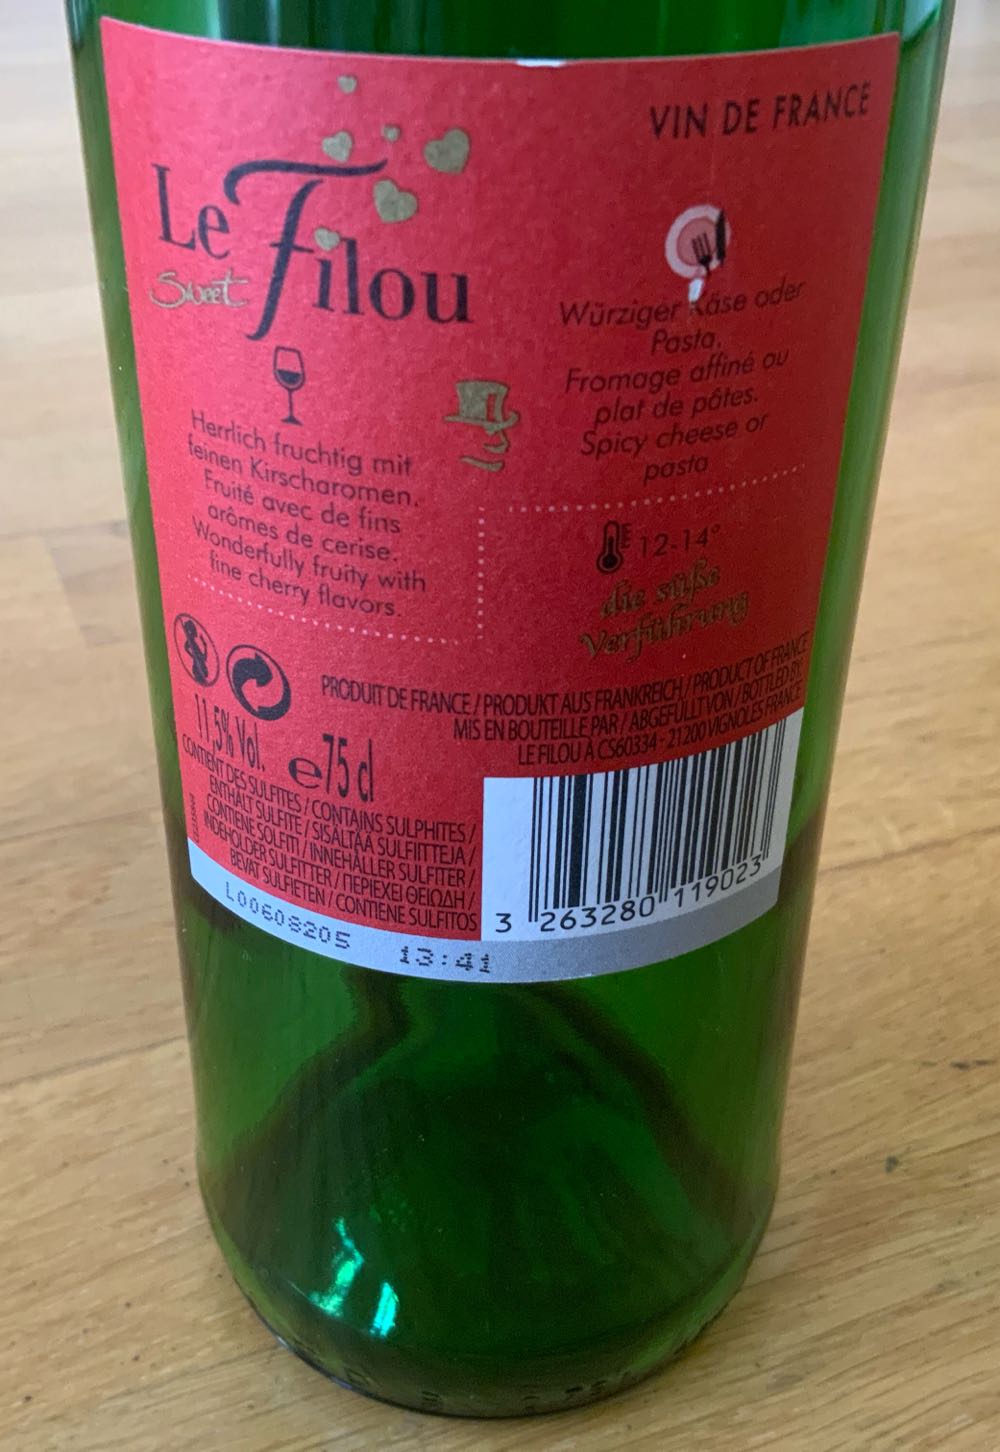 VIN DE FRANCE
Le Filou
Sweet
Herrlich fruchtig mit
feinen Kirscharomen.
Fruité avec de fins
arômes de cerise.
Wonderfully fruity with
fine cherry flavors.
Würziger Käse oder
Pasta.
Fromage affiné ou
plat de pâtes.
Spicy cheese or
pasta
12-14°
die süße
Verführung
PRODUIT DE FRANCE / PRODUKT AUS FRANKREICH / PRODUCT OF FRANCE
MIS EN BOUTEILLE PAR / ABGEFÜLLT VON / BOTTLED BY:
LE FILOU À CS60334 - 21200 VIGNOLES FRANCE
11,5% Vol.
e 75 cl
CONTIENT DES SULFITES / CONTAINS SULPHITES /
ENTHÄLT SULFITE / SISÄLTÄÄ SULFIITTEJA /
CONTIENE SOLFITI / INNEHÅLLER SULFITER /
INDEHOLDER SULFITTER / ΠΕΡΙΕΧΕΙ ΘΕΙΩΔΗ /
BEVAT SULFIETEN / CONTIENE SULFITOS
3 263280 119023
L0060S205 13:41